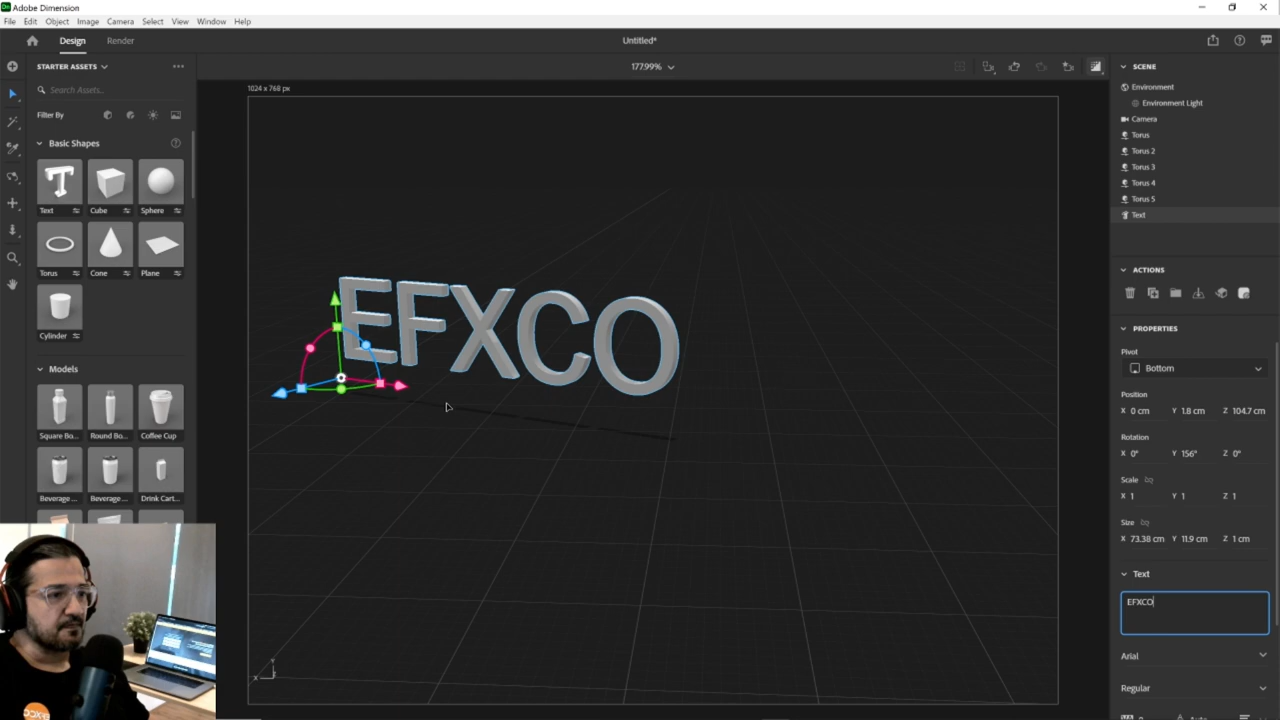 Dn Adobe Dimension
File Edit Object Image Camera Select View Window Help
Design Render Untitled*
STARTER ASSETS
177.99%
SCENE
1024 x 768 px
Search Assets...
Environment
Environment Light
Filter By
Camera
Torus
Basic Shapes
Torus 2
Torus 3
Torus 4
Torus 5
Text Cube Sphere
Text
Torus Cone Plane
ACTIONS
EFXCO
PROPERTIES
Cylinder
Pivot
Bottom
Models
Position
X 0 cm Y 1.8 cm Z 104.7 cm
Square Bo... Round Bo... Coffee Cup
Rotation
X 0° Y 156° Z 0°
Scale
X 1 Y 1 Z 1
Beverage ... Beverage ... Drink Cart...
Size
X 73.38 cm Y 11.9 cm Z 1 cm
Text
EFXCO
Arial
Regular